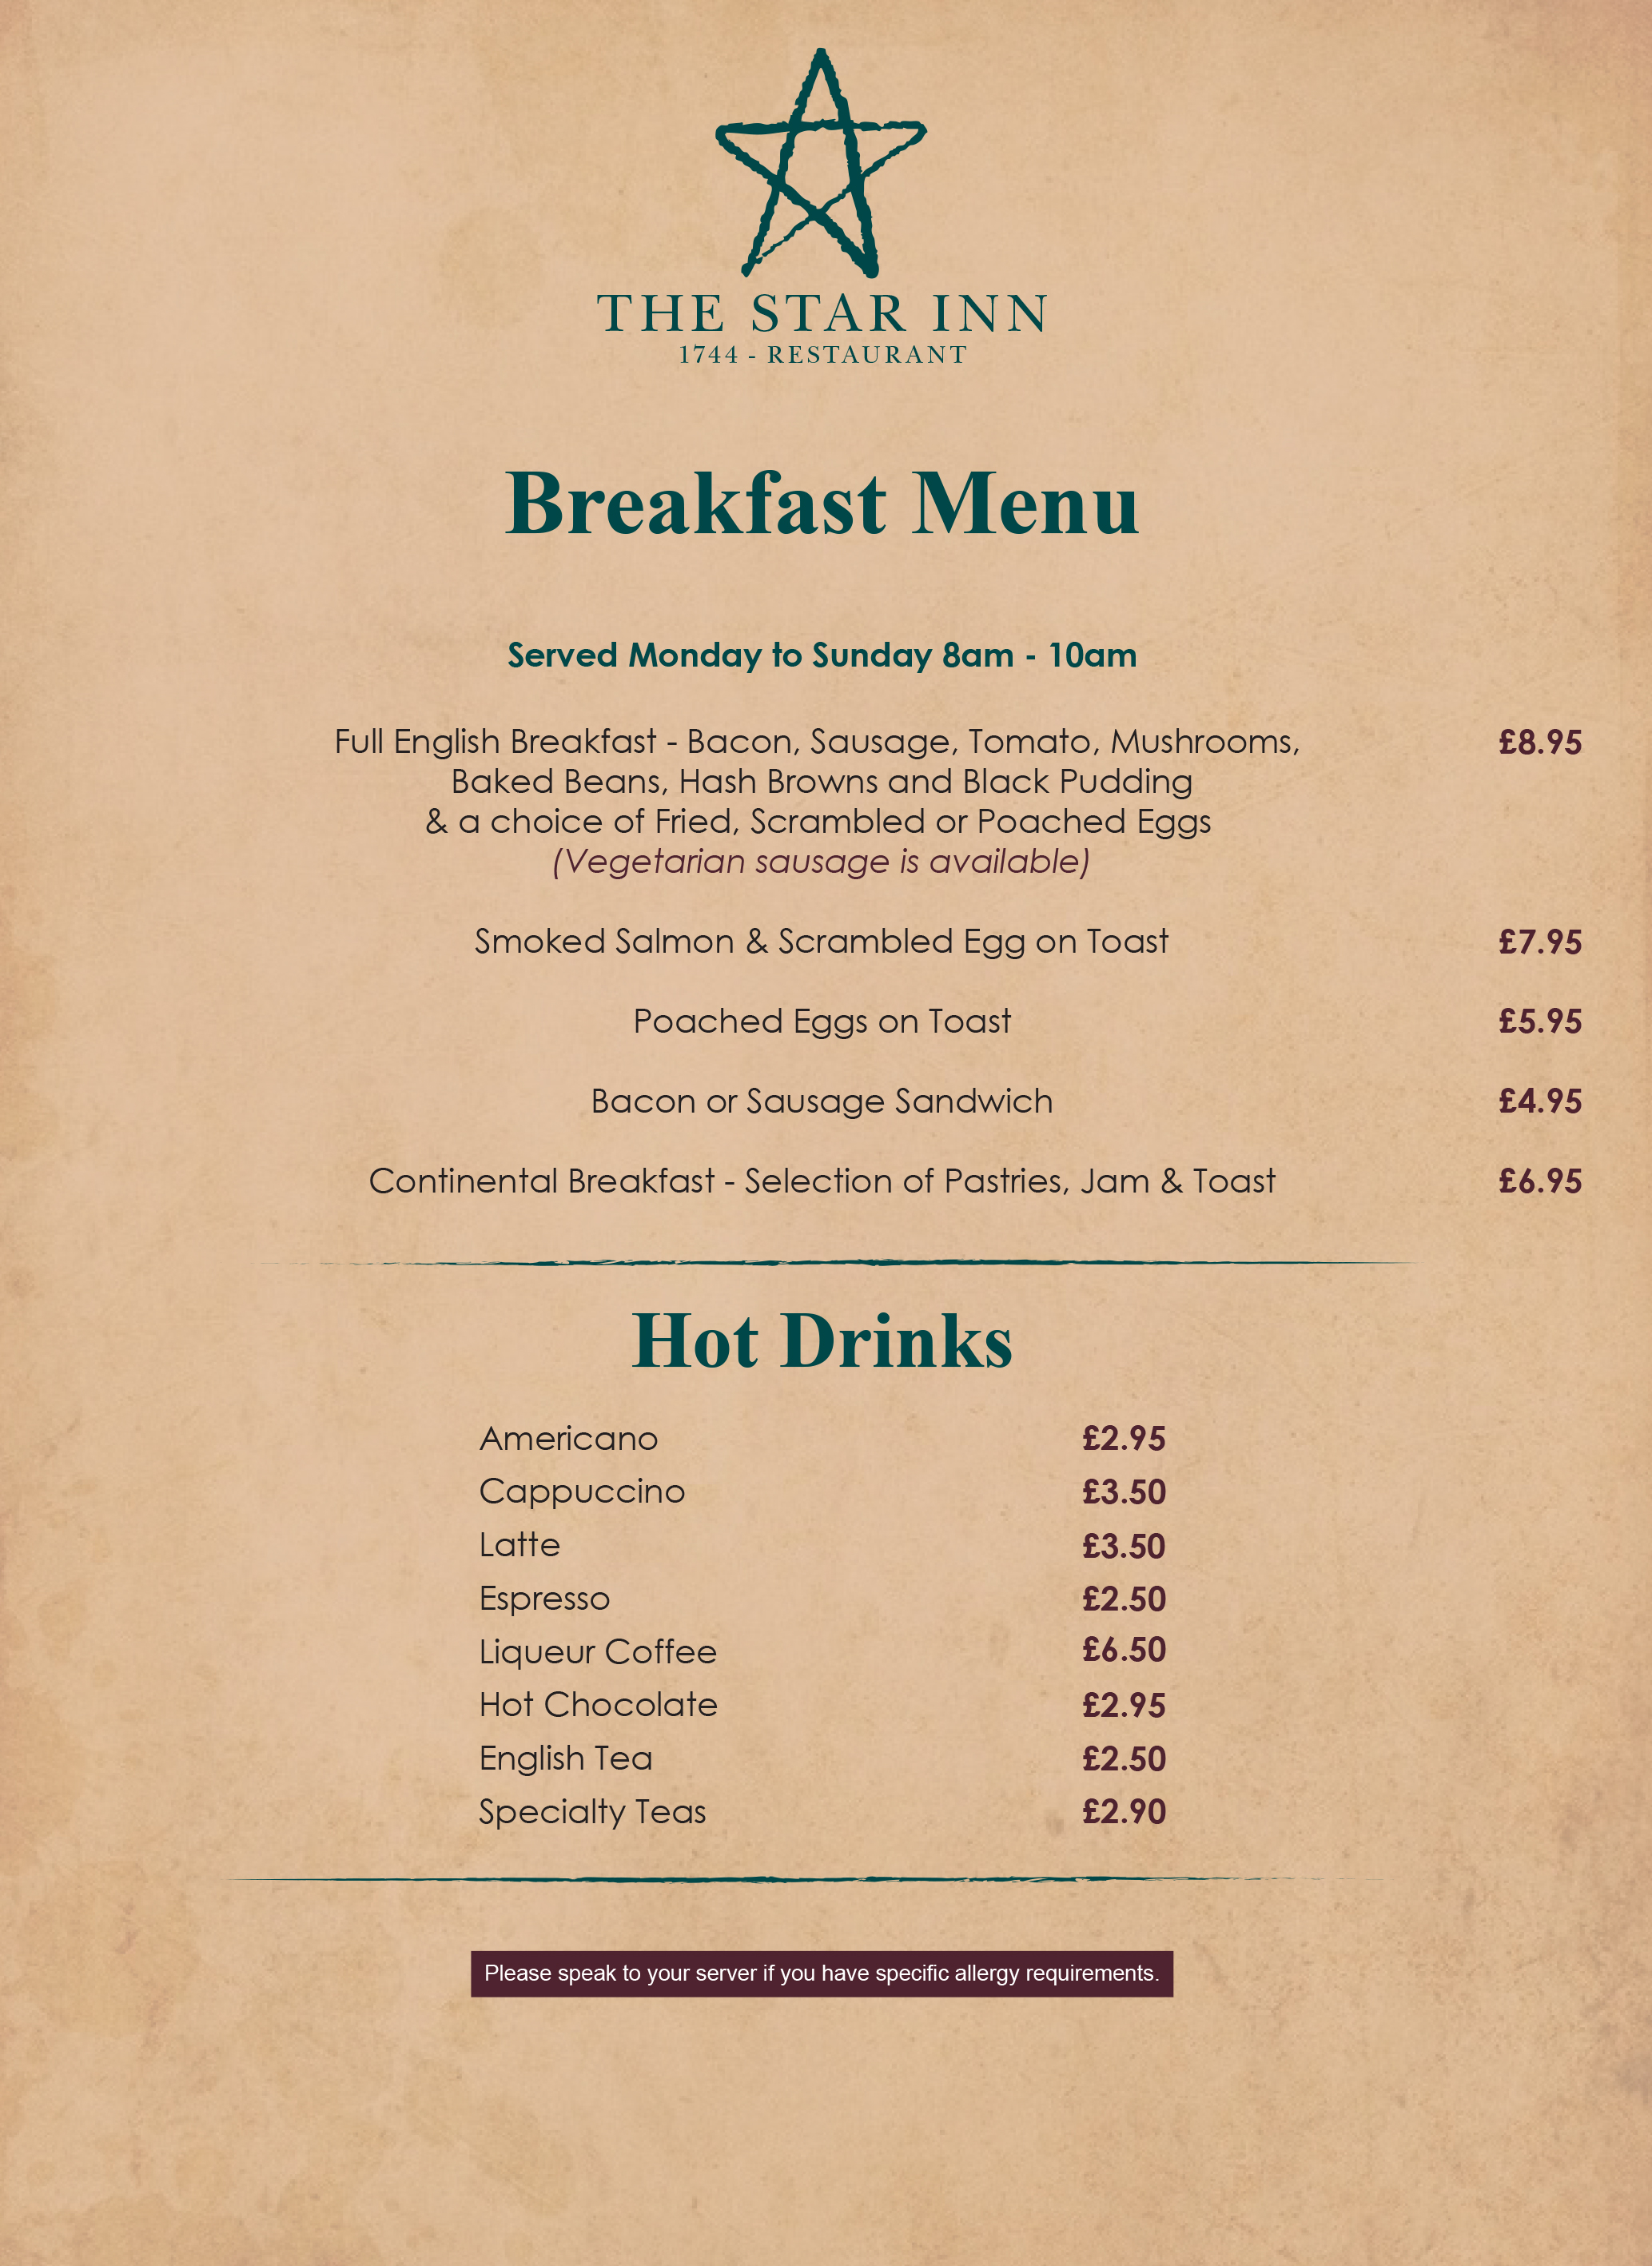 THE STAR INN
1744 - RESTAURANT
Breakfast Menu
Served Monday to Sunday 8am - 10am
Full English Breakfast - Bacon, Sausage, Tomato, Mushrooms, £8.95
Baked Beans, Hash Browns and Black Pudding
& a choice of Fried, Scrambled or Poached Eggs
(Vegetarian sausage is available)
Smoked Salmon & Scrambled Egg on Toast £7.95
Poached Eggs on Toast £5.95
Bacon or Sausage Sandwich £4.95
Continental Breakfast - Selection of Pastries, Jam & Toast £6.95
Hot Drinks
Americano £2.95
Cappuccino £3.50
Latte £3.50
Espresso £2.50
Liqueur Coffee £6.50
Hot Chocolate £2.95
English Tea £2.50
Specialty Teas £2.90
Please speak to your server if you have specific allergy requirements.